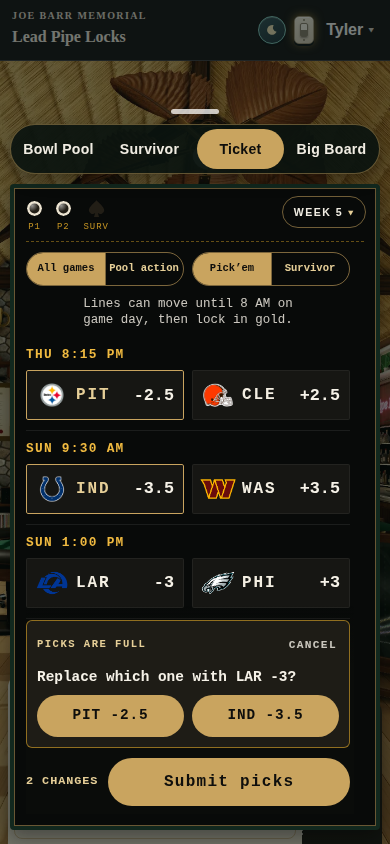 JOE BARR MEMORIAL
Lead Pipe Locks
Tyler ▾
Bowl Pool
Survivor
Ticket
Big Board
P1
P2
SURV
WEEK 5 ▾
All games
Pool action
Pick'em
Survivor
Lines can move until 8 AM on
game day, then lock in gold.
THU 8:15 PM
PIT -2.5
CLE +2.5
SUN 9:30 AM
IND -3.5
WAS +3.5
SUN 1:00 PM
LAR -3
PHI +3
PICKS ARE FULL
CANCEL
Replace which one with LAR -3?
PIT -2.5
IND -3.5
2 CHANGES
Submit picks